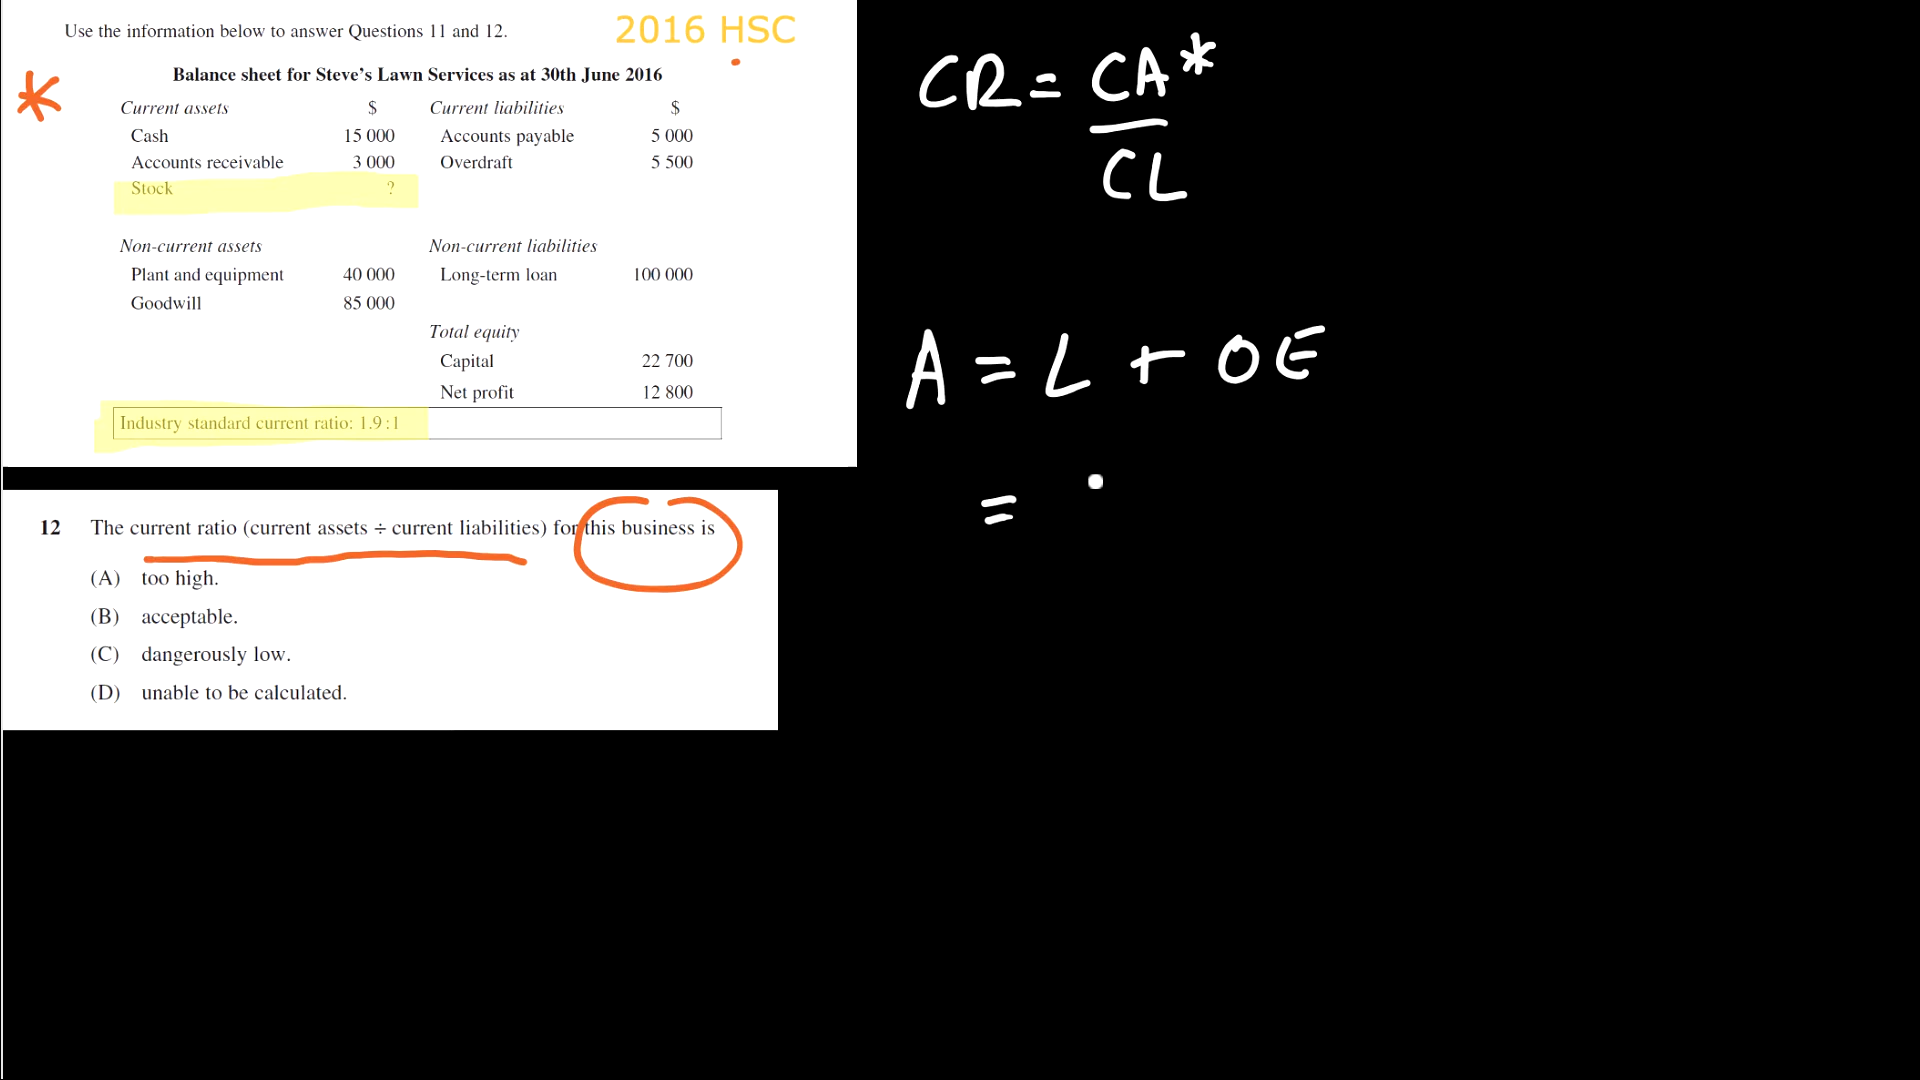 Use the information below to answer Questions 11 and 12.
2016 HSC
Balance sheet for Steve's Lawn Services as at 30th June 2016
Current assets $ Current liabilities $
Cash 15 000 Accounts payable 5 000
Accounts receivable 3 000 Overdraft 5 500
Stock ?
Non-current assets Non-current liabilities
Plant and equipment 40 000 Long-term loan 100 000
Goodwill 85 000
Total equity
Capital 22 700
Net profit 12 800
Industry standard current ratio: 1.9 : 1
12 The current ratio (current assets ÷ current liabilities) for this business is
(A) too high.
(B) acceptable.
(C) dangerously low.
(D) unable to be calculated.
CR = CA*
CL
A = L + OE
=